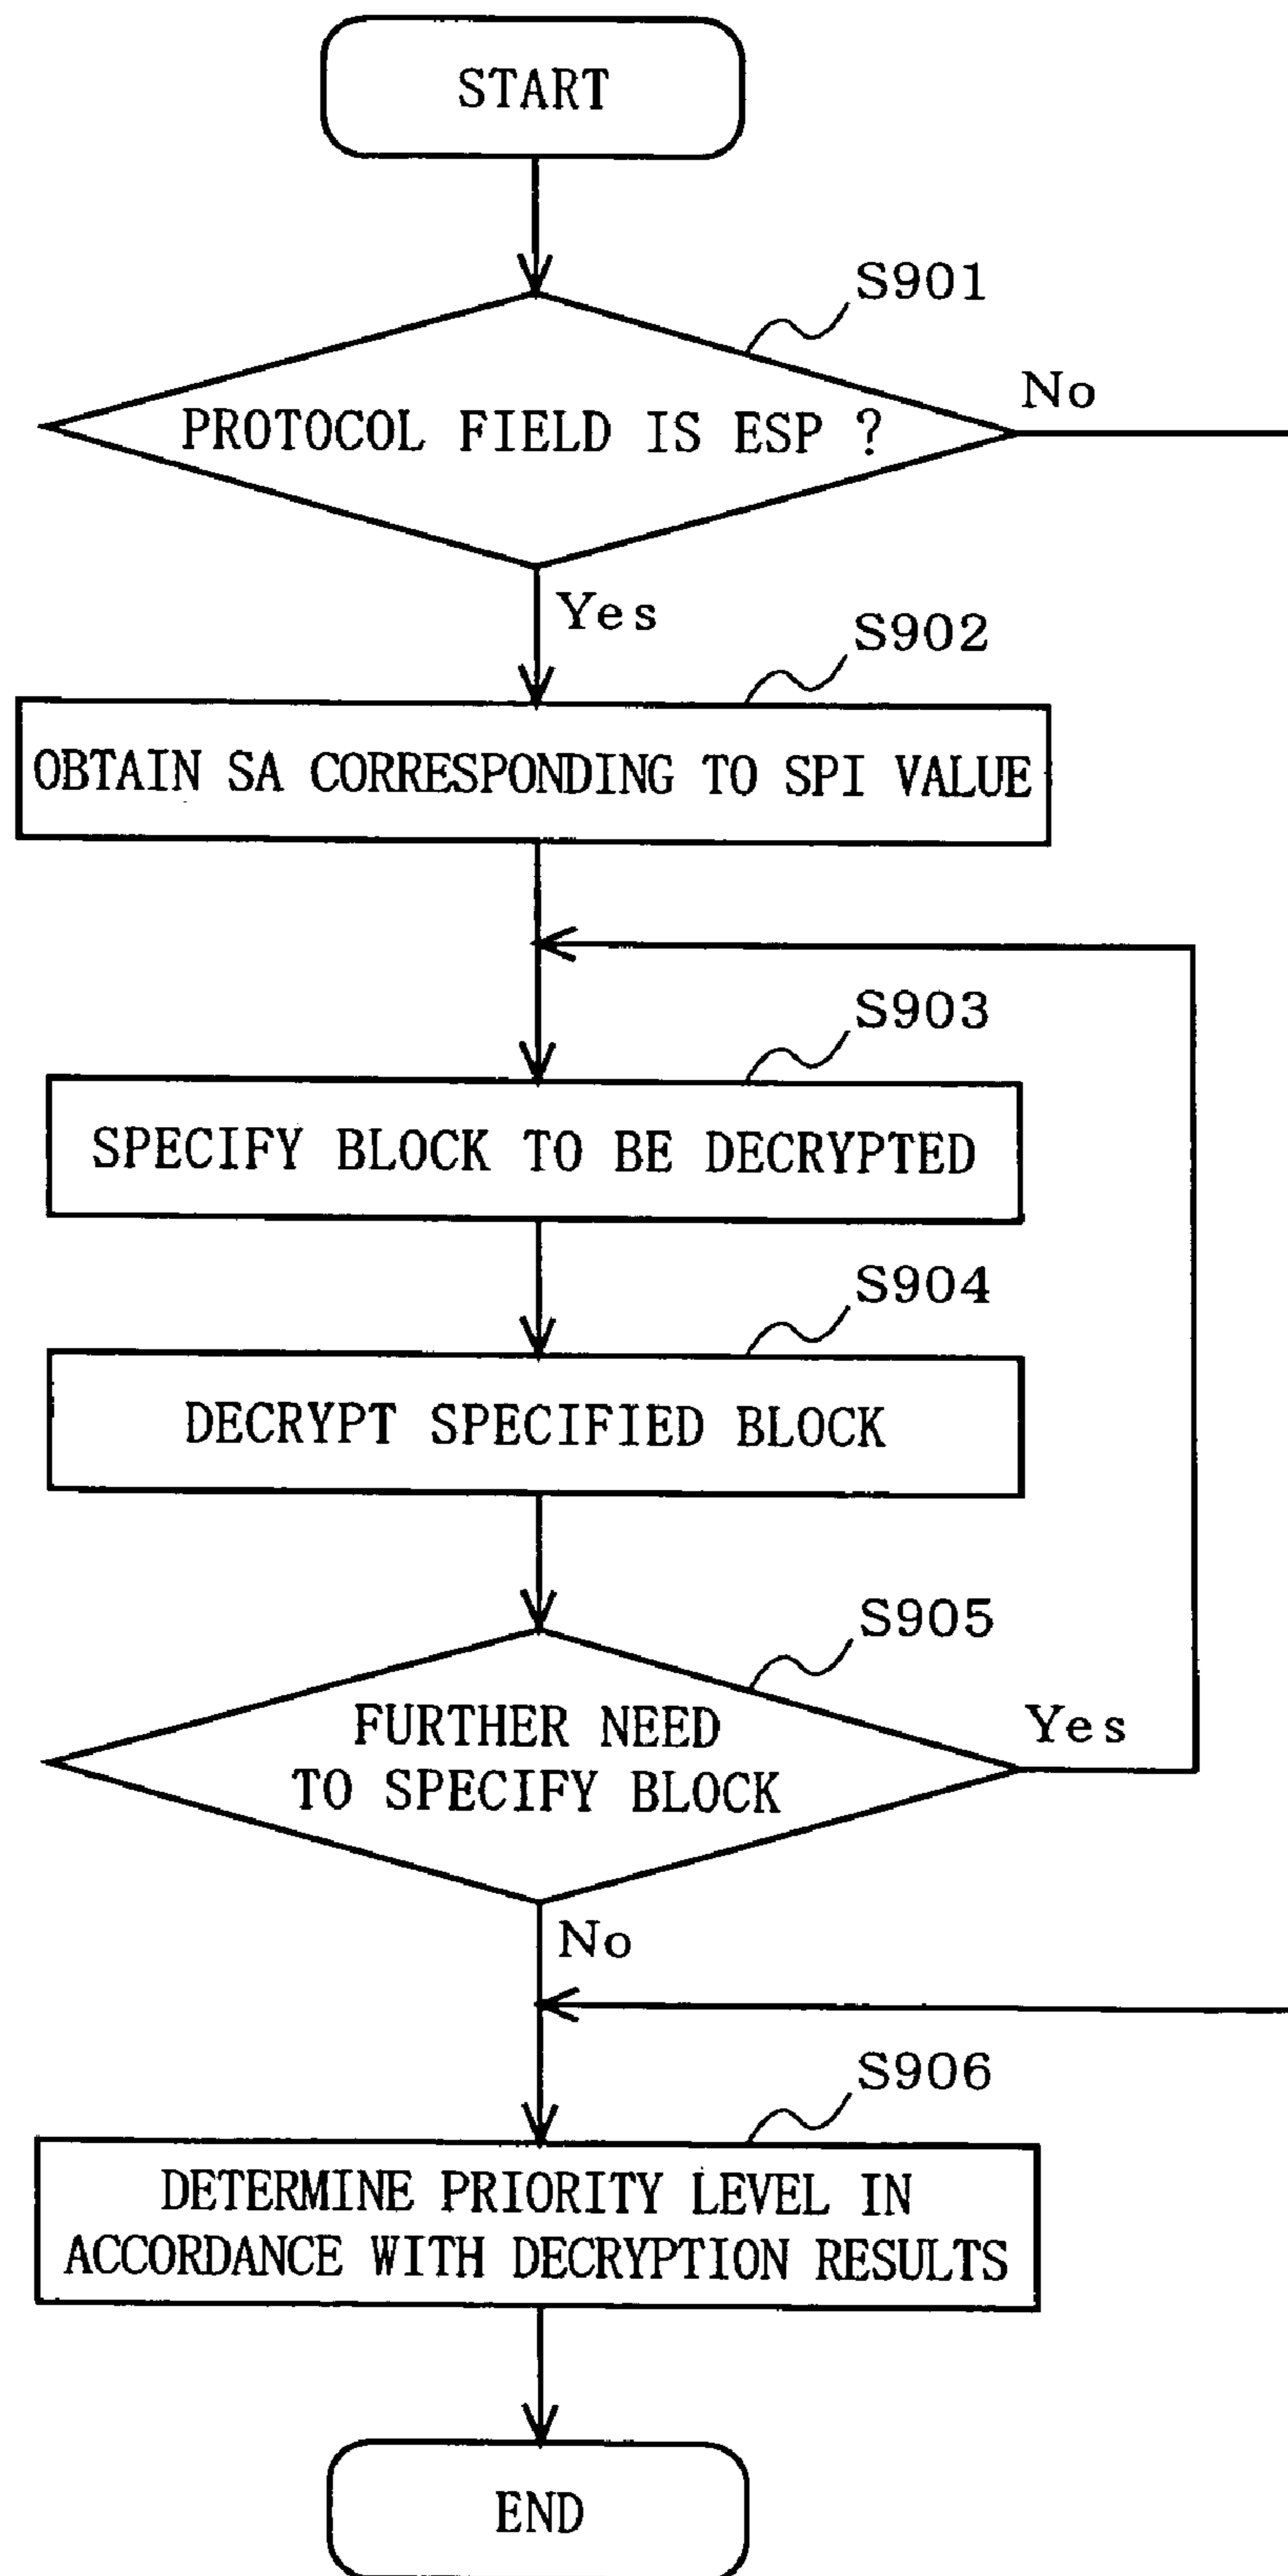 START
S901
PROTOCOL FIELD IS ESP ?
No
Yes
S902
OBTAIN SA CORRESPONDING TO SPI VALUE
S903
SPECIFY BLOCK TO BE DECRYPTED
S904
DECRYPT SPECIFIED BLOCK
S905
FURTHER NEED
TO SPECIFY BLOCK
Yes
No
S906
DETERMINE PRIORITY LEVEL IN
ACCORDANCE WITH DECRYPTION RESULTS
END